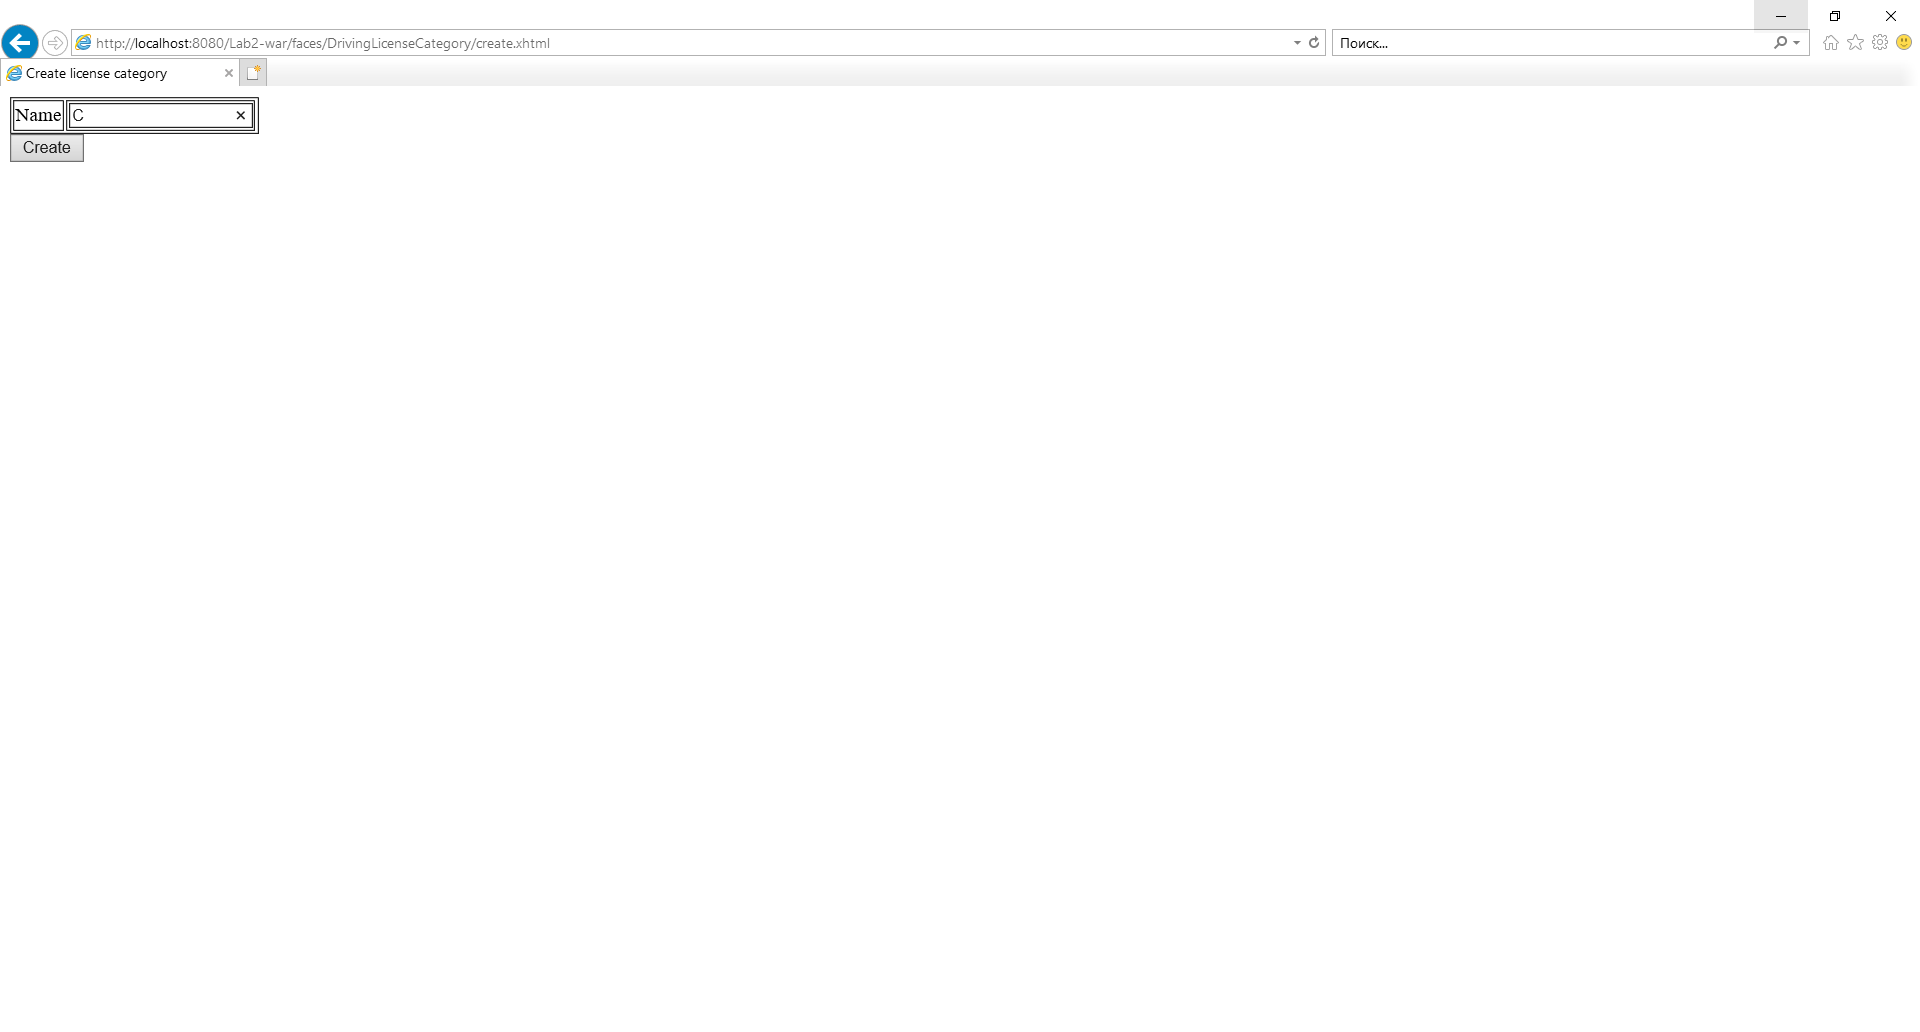 http://localhost:8080/Lab2-war/faces/DrivingLicenseCategory/create.xhtml
Поиск...
Create license category
Name C
Create